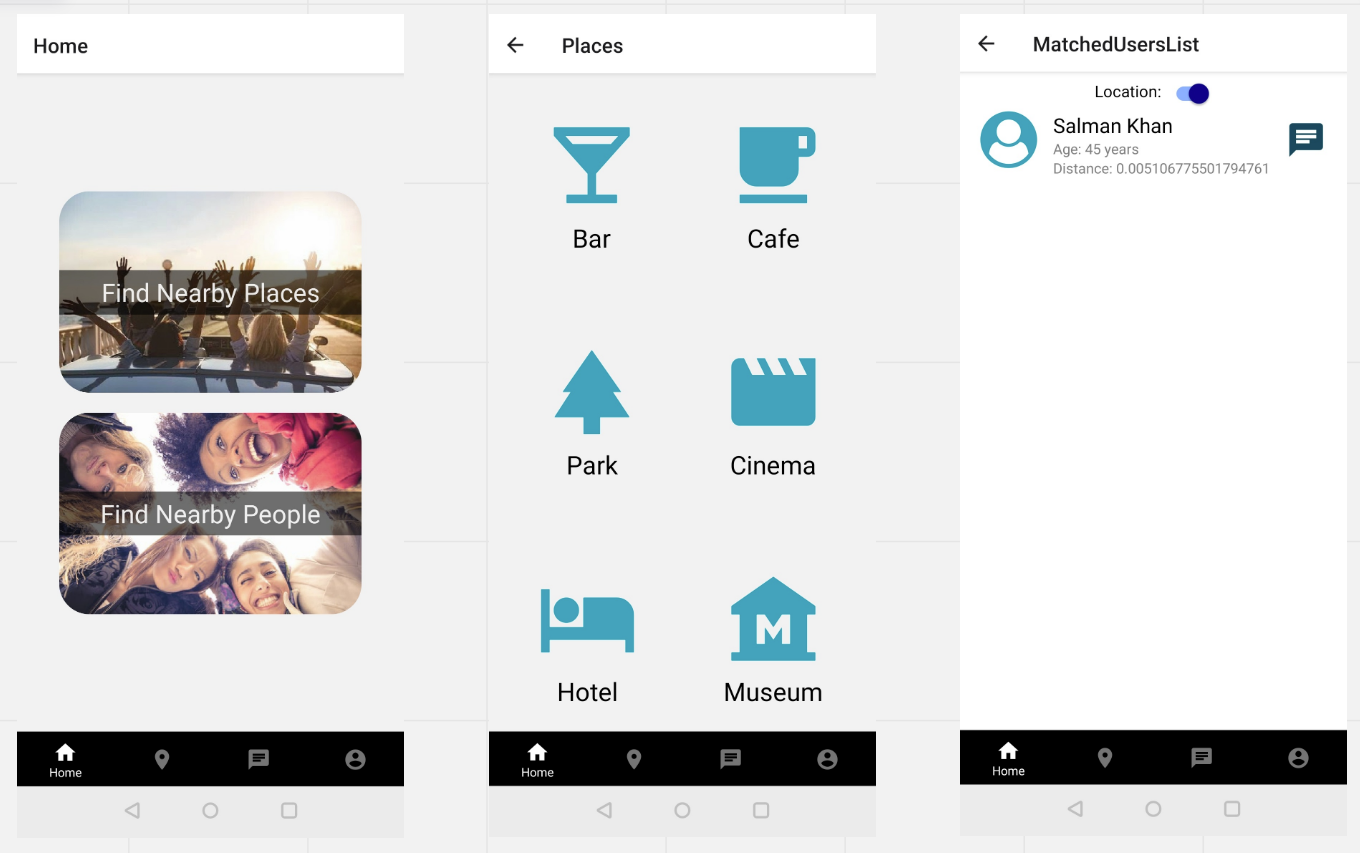 Home
Find Nearby Places
Find Nearby People
Home
Places
Bar
Cafe
Park
Cinema
Hotel
M
Museum
Home
MatchedUsersList
Location:
Salman Khan
Age: 45 years
Distance: 0.005106775501794761
Home